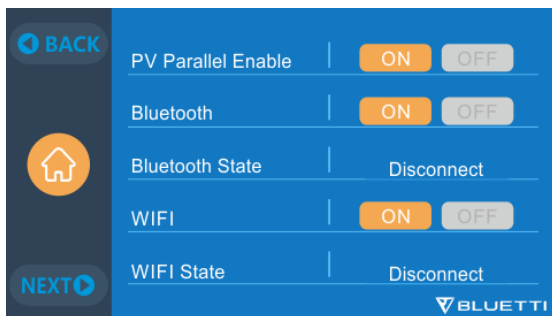 BACK
PV Parallel Enable ON OFF
Bluetooth ON OFF
Bluetooth State Disconnect
WIFI ON OFF
WIFI State Disconnect
NEXT
BLUETTI